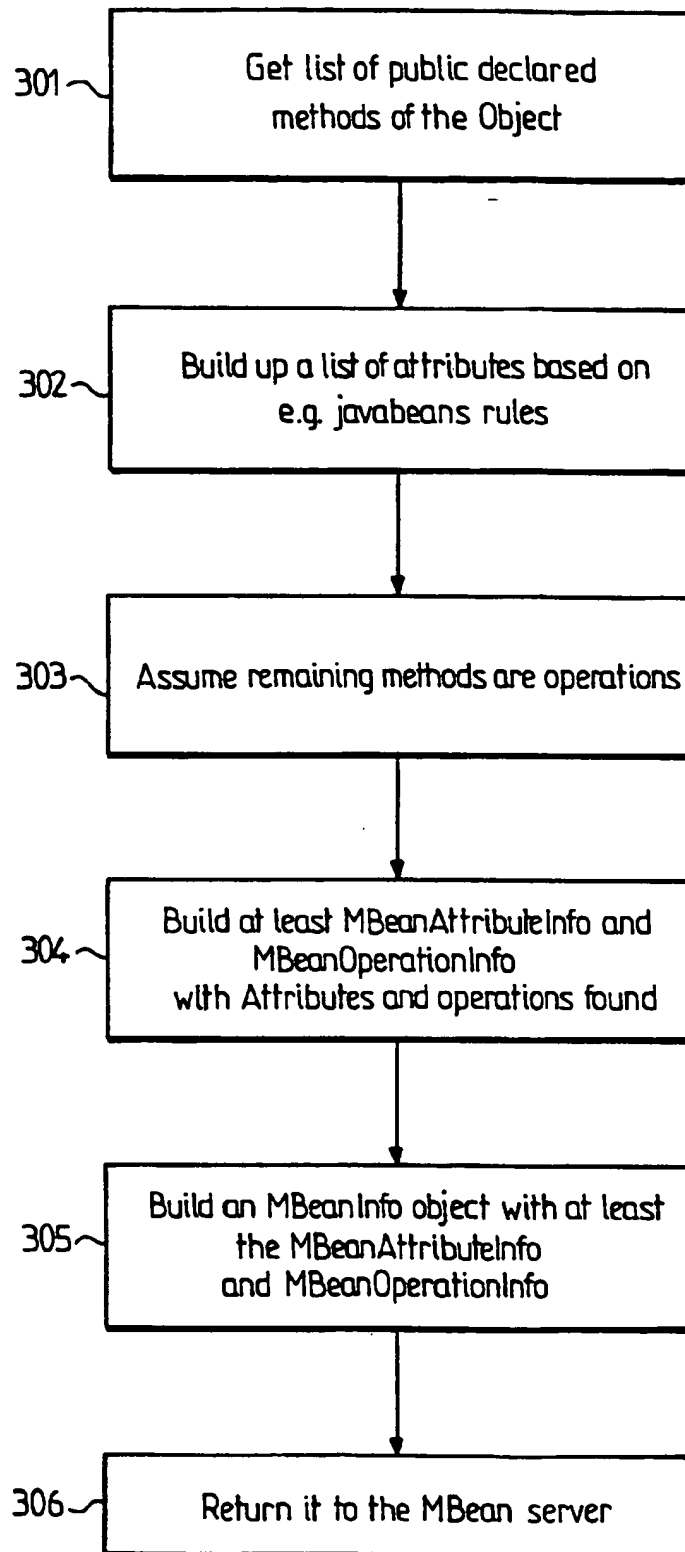 301
Get list of public declared
methods of the Object
302
Build up a list of attributes based on
e.g. javabeans rules
303
Assume remaining methods are operations
304
Build at least MBeanAttributeInfo and
MBeanOperationInfo
with Attributes and operations found
305
Build an MBeanInfo object with at least
the MBeanAttributeInfo
and MBeanOperationInfo
306
Return it to the MBean server